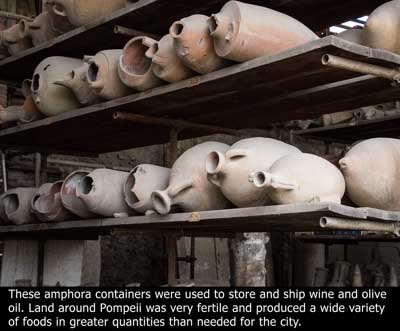 These amphora containers were used to store and ship wine and olive
oil. Land around Pompeii was very fertile and produced a wide variety
of foods in greater quantities than needed for the city.